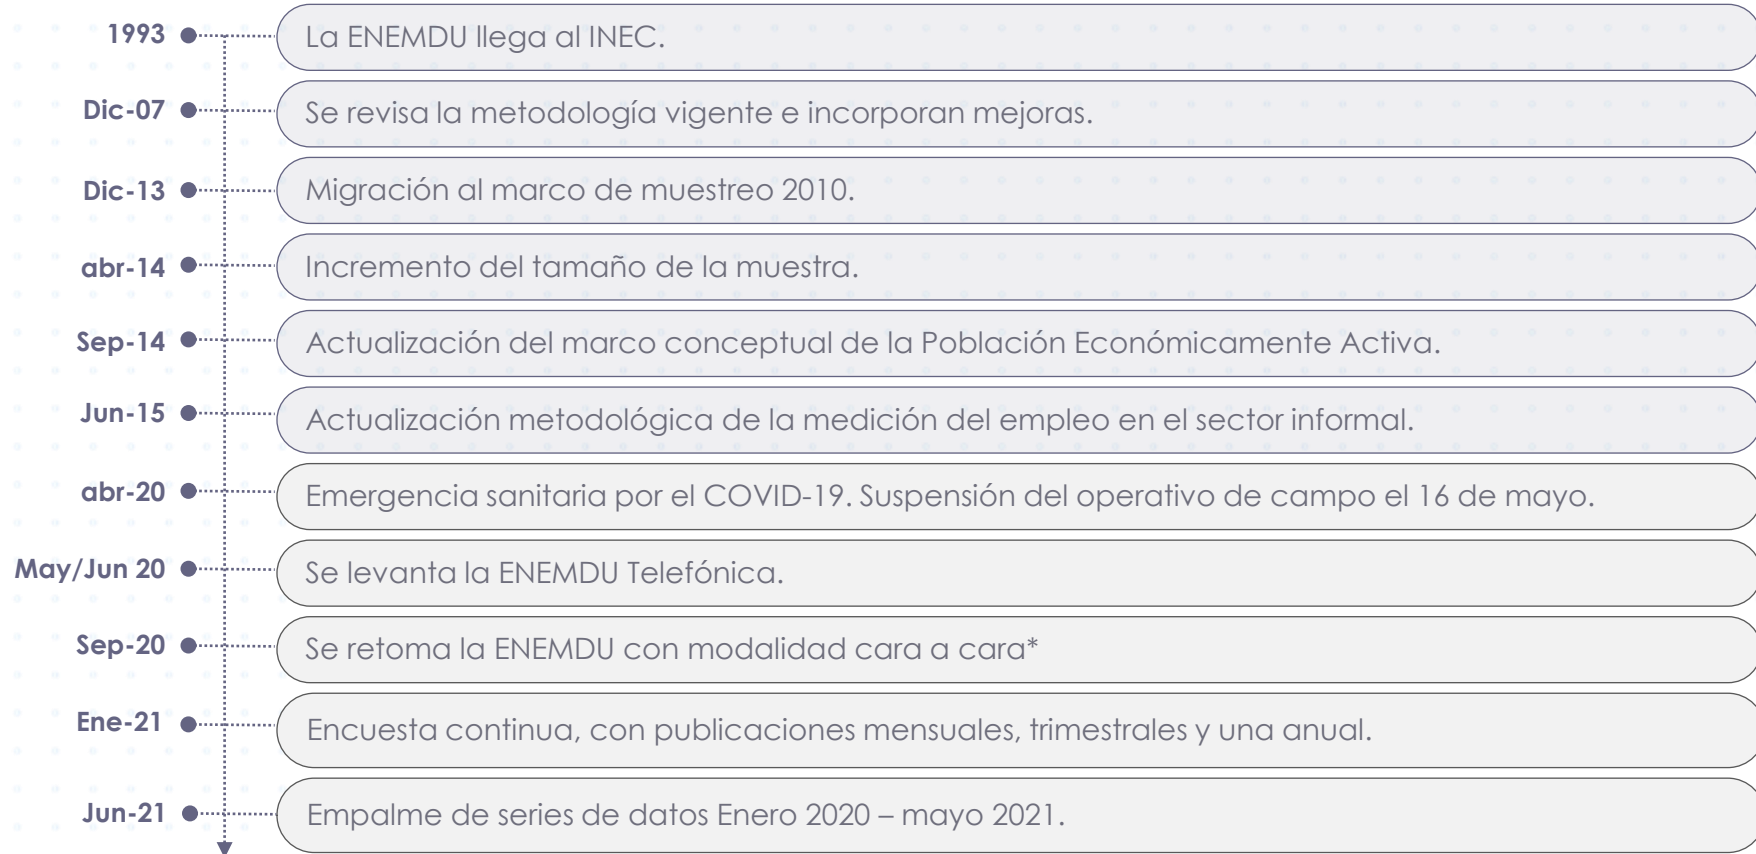 1993 La ENEMDU llega al INEC.
Dic-07 Se revisa la metodología vigente e incorporan mejoras.
Dic-13 Migración al marco de muestreo 2010.
abr-14 Incremento del tamaño de la muestra.
Sep-14 Actualización del marco conceptual de la Población Económicamente Activa.
Jun-15 Actualización metodológica de la medición del empleo en el sector informal.
abr-20 Emergencia sanitaria por el COVID-19. Suspensión del operativo de campo el 16 de mayo.
May/Jun 20 Se levanta la ENEMDU Telefónica.
Sep-20 Se retoma la ENEMDU con modalidad cara a cara*
Ene-21 Encuesta continua, con publicaciones mensuales, trimestrales y una anual.
Jun-21 Empalme de series de datos Enero 2020 – mayo 2021.